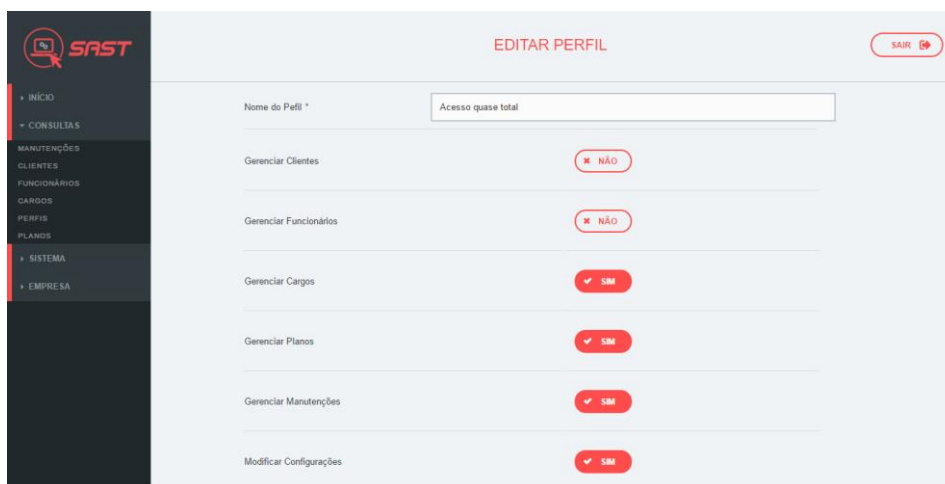 SAST
EDITAR PERFIL
SAIR
INÍCIO
CONSULTAS
MANUTENÇÕES
CLIENTES
FUNCIONÁRIOS
CARGOS
PERFIS
PLANOS
SISTEMA
EMPRESA
Nome do Pefil * Acesso quase total
Gerenciar Clientes NÃO
Gerenciar Funcionários NÃO
Gerenciar Cargos SIM
Gerenciar Planos SIM
Gerenciar Manutenções SIM
Modificar Configurações SIM